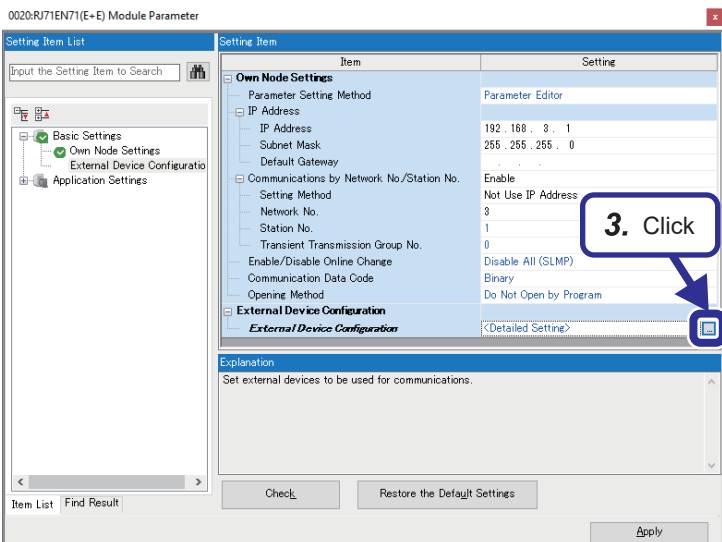 0020:RJ71EN71(E+E) Module Parameter
x
Setting Item List
Input the Setting Item to Search
Basic Settings
Own Node Settings
External Device Configuratio
Application Settings
Item List
Find Result
Setting Item
Item Setting
Own Node Settings
Parameter Setting Method Parameter Editor
IP Address
IP Address 192 . 168 . 3 . 1
Subnet Mask 255 . 255 . 255 . 0
Default Gateway . . .
Communications by Network No./Station No. Enable
Setting Method Not Use IP Address
Network No. 3
Station No. 1
Transient Transmission Group No. 0
Enable/Disable Online Change Disable All (SLMP)
Communication Data Code Binary
Opening Method Do Not Open by Program
External Device Configuration
External Device Configuration <Detailed Setting> ...
3. Click
Explanation
Set external devices to be used for communications.
Check
Restore the Default Settings
Apply